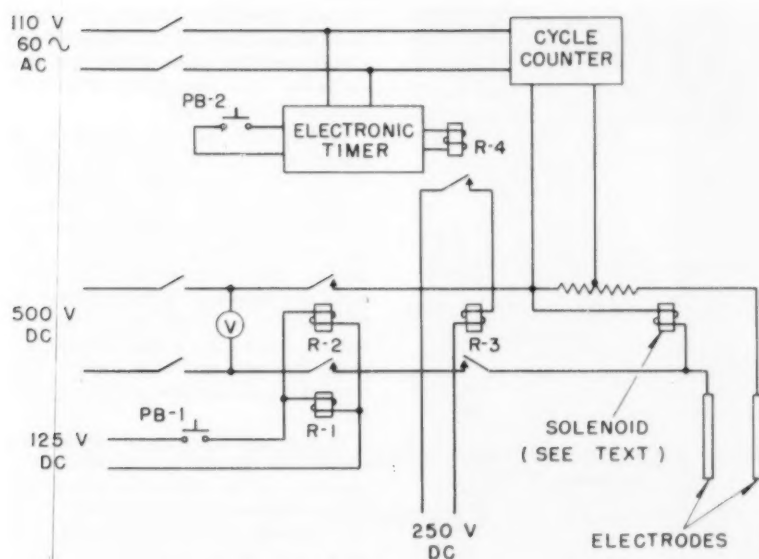 110 V
60 ~
AC
CYCLE
COUNTER
PB-2
ELECTRONIC
TIMER
R-4
500 V
DC
V
R-2
R-3
R-1
PB-1
125 V
DC
SOLENOID
( SEE TEXT )
250 V
DC
ELECTRODES